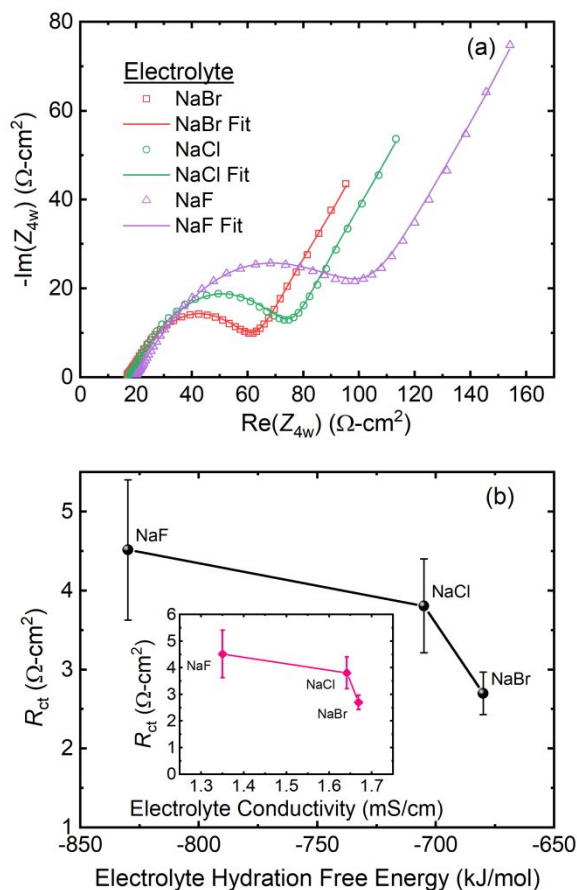 (a)
Electrolyte
NaBr
NaBr Fit
NaCl
NaCl Fit
NaF
NaF Fit
80
60
40
20
0
-Im(Z4w) (Ω-cm²)
0 20 40 60 80 100 120 140 160
Re(Z4w) (Ω-cm²)
(b)
NaF
NaCl
NaBr
5
4
3
2
1
Rct (Ω-cm²)
6
5
4
3
2
1
0
Rct (Ω-cm²)
NaF
NaCl
NaBr
1.3 1.4 1.5 1.6 1.7
Electrolyte Conductivity (mS/cm)
-850 -800 -750 -700 -650
Electrolyte Hydration Free Energy (kJ/mol)